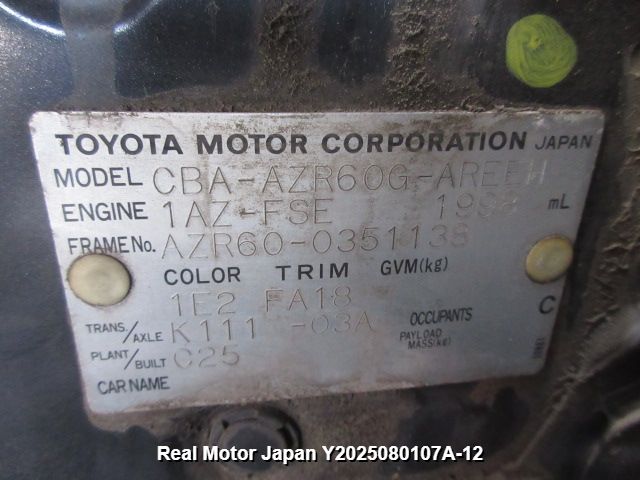 TOYOTA MOTOR CORPORATION JAPAN
MODEL CBA-AZR60G-AREEH
ENGINE 1AZ-FSE 1998 mL
FRAME No. AZR60-0351138
COLOR TRIM GVM(kg)
1E2 FA18
C
TRANS./AXLE K111 -03A OCCUPANTS
PAYLOAD MASS(kg)
PLANT/BUILT C25
CAR NAME
Real Motor Japan Y2025080107A-12